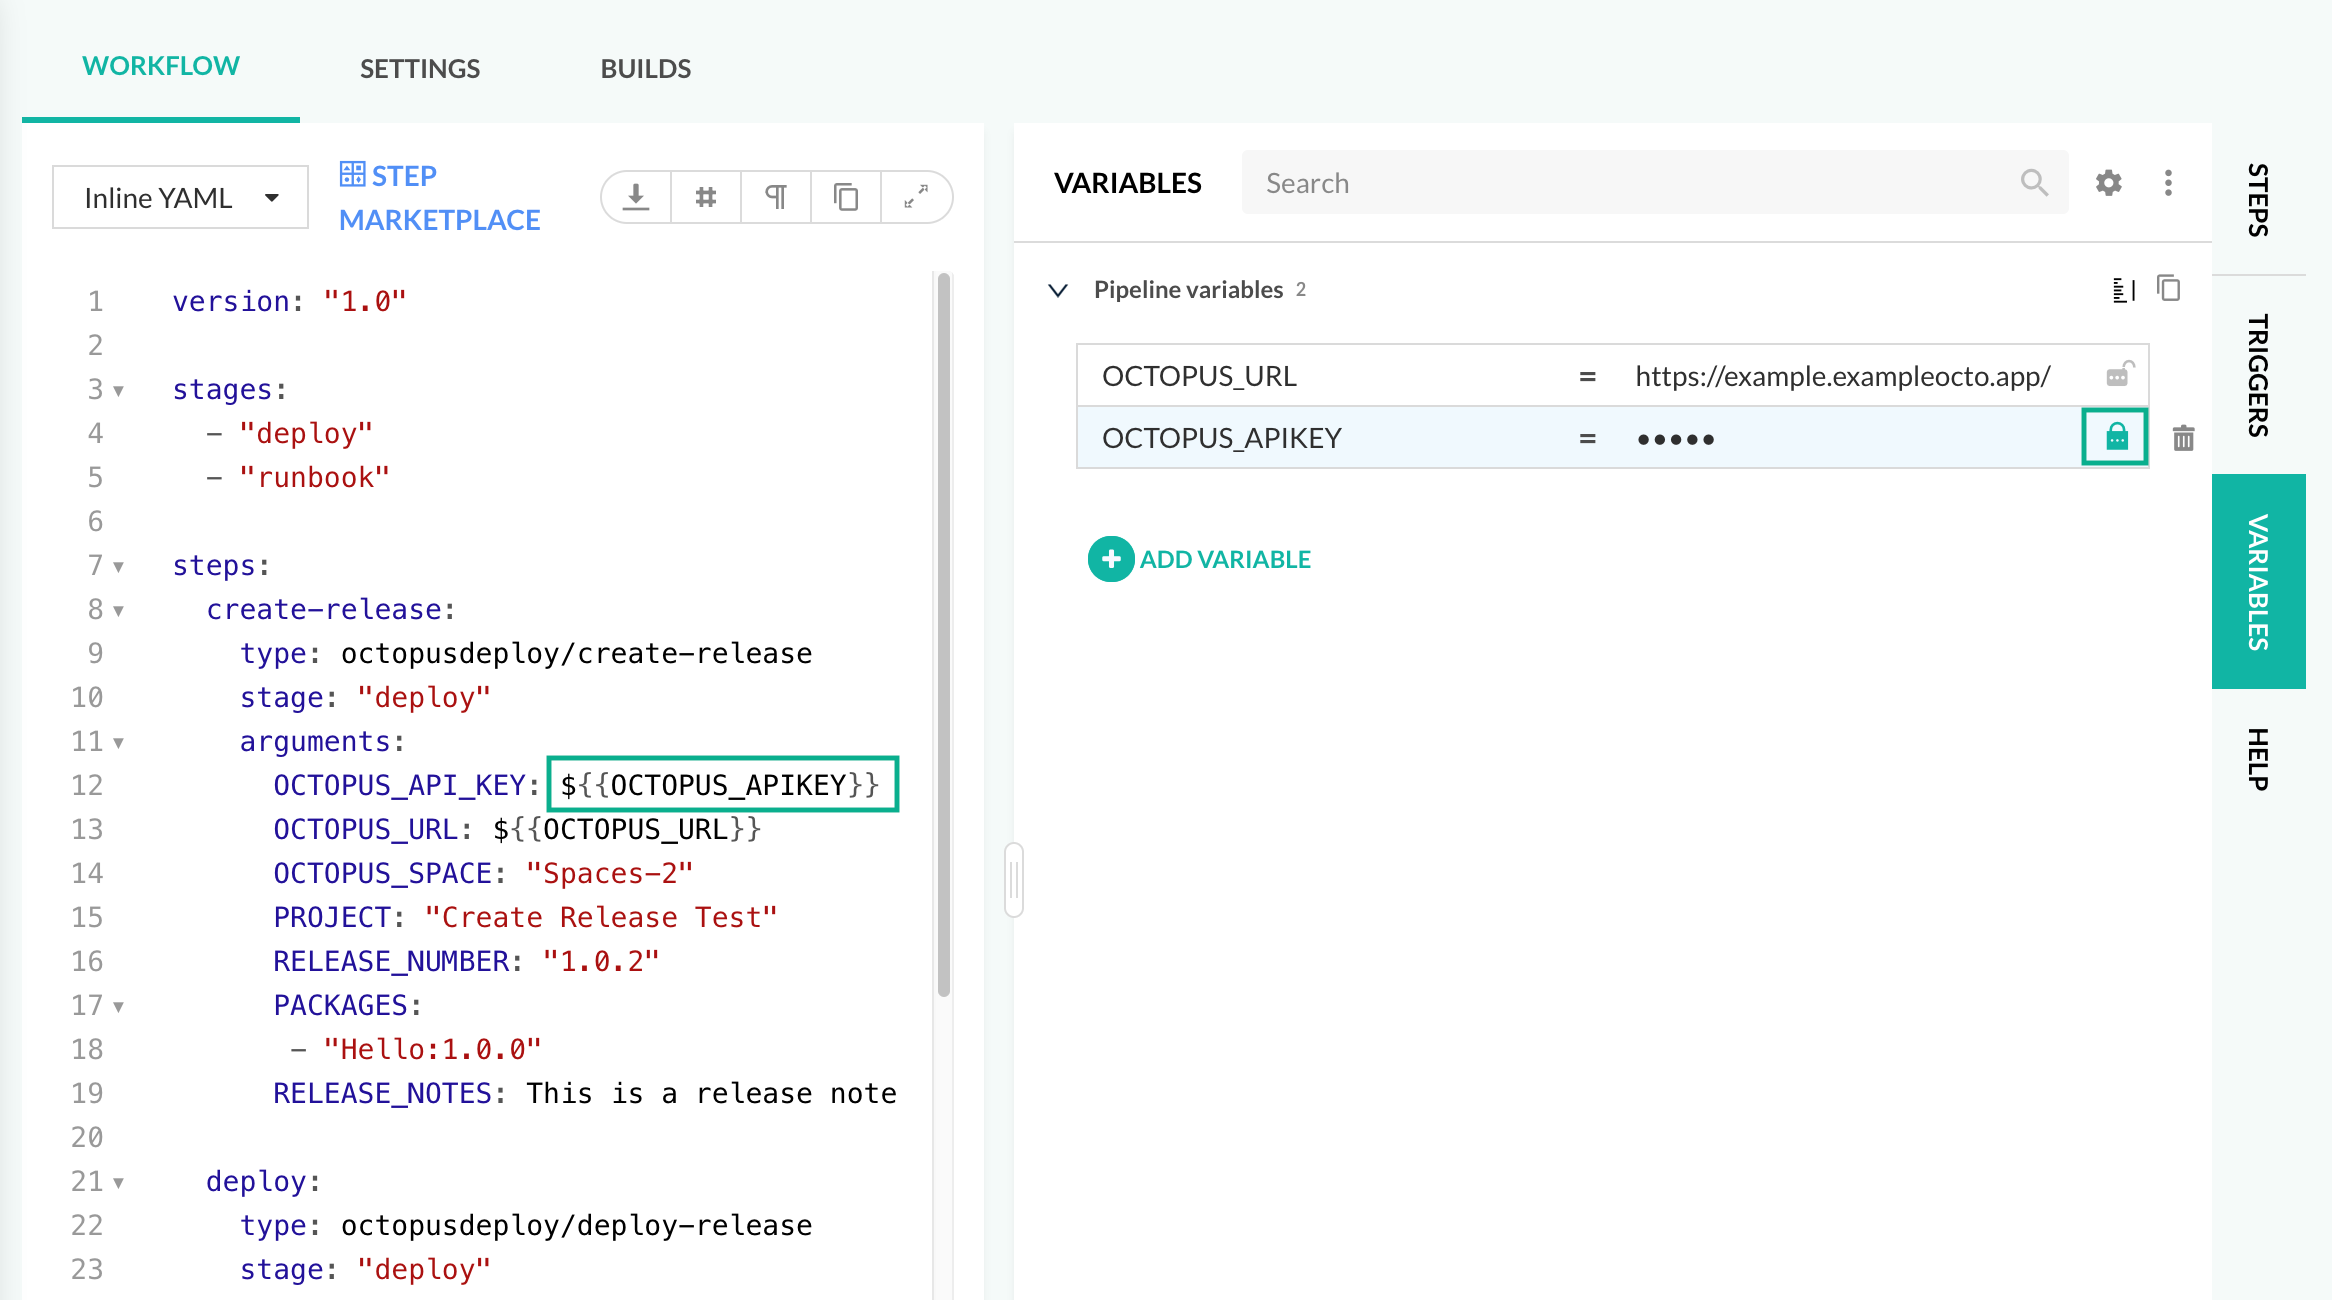 WORKFLOW
SETTINGS
BUILDS
Inline YAML
STEP
MARKETPLACE
1 version: "1.0"
2
3 stages:
4 - "deploy"
5 - "runbook"
6
7 steps:
8 create-release:
9 type: octopusdeploy/create-release
10 stage: "deploy"
11 arguments:
12 OCTOPUS_API_KEY: ${{OCTOPUS_APIKEY}}
13 OCTOPUS_URL: ${{OCTOPUS_URL}}
14 OCTOPUS_SPACE: "Spaces-2"
15 PROJECT: "Create Release Test"
16 RELEASE_NUMBER: "1.0.2"
17 PACKAGES:
18 - "Hello:1.0.0"
19 RELEASE_NOTES: This is a release note
20
21 deploy:
22 type: octopusdeploy/deploy-release
23 stage: "deploy"
VARIABLES
Search
Pipeline variables 2
OCTOPUS_URL = https://example.exampleocto.app/
OCTOPUS_APIKEY = •••••
ADD VARIABLE
STEPS
TRIGGERS
VARIABLES
HELP